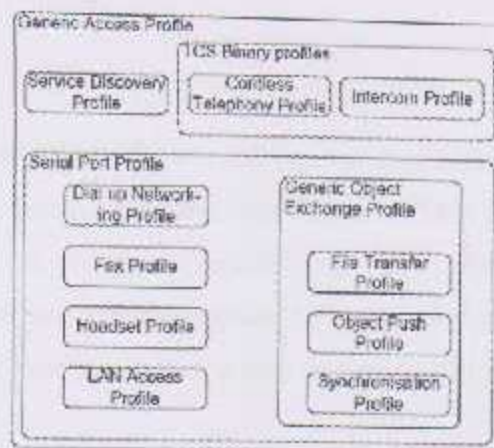 Generic Access Profile
TCS Binary profiles
Service Discovery
Profile
Cordless
Telephony Profile
Intercom Profile
Serial Port Profile
Dial up Network-
ing Profile
Fax Profile
Headset Profile
LAN Access
Profile
Generic Object
Exchange Profile
File Transfer
Profile
Object Push
Profile
Synchronisation
Profile